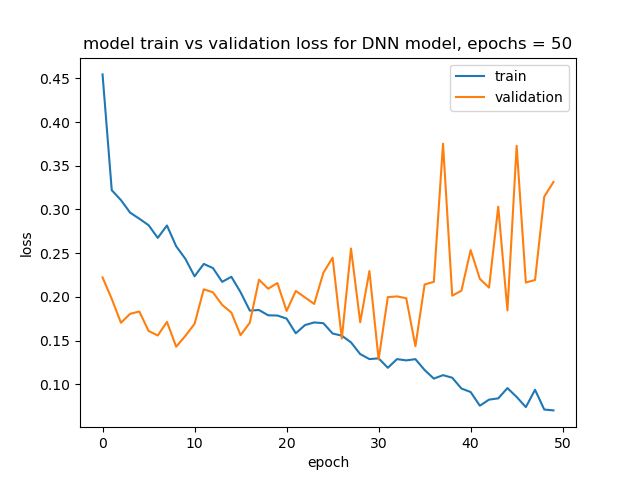 model train vs validation loss for DNN model, epochs = 50
train
validation
0.45
0.40
0.35
0.30
0.25
0.20
0.15
0.10
loss
0 10 20 30 40 50
epoch